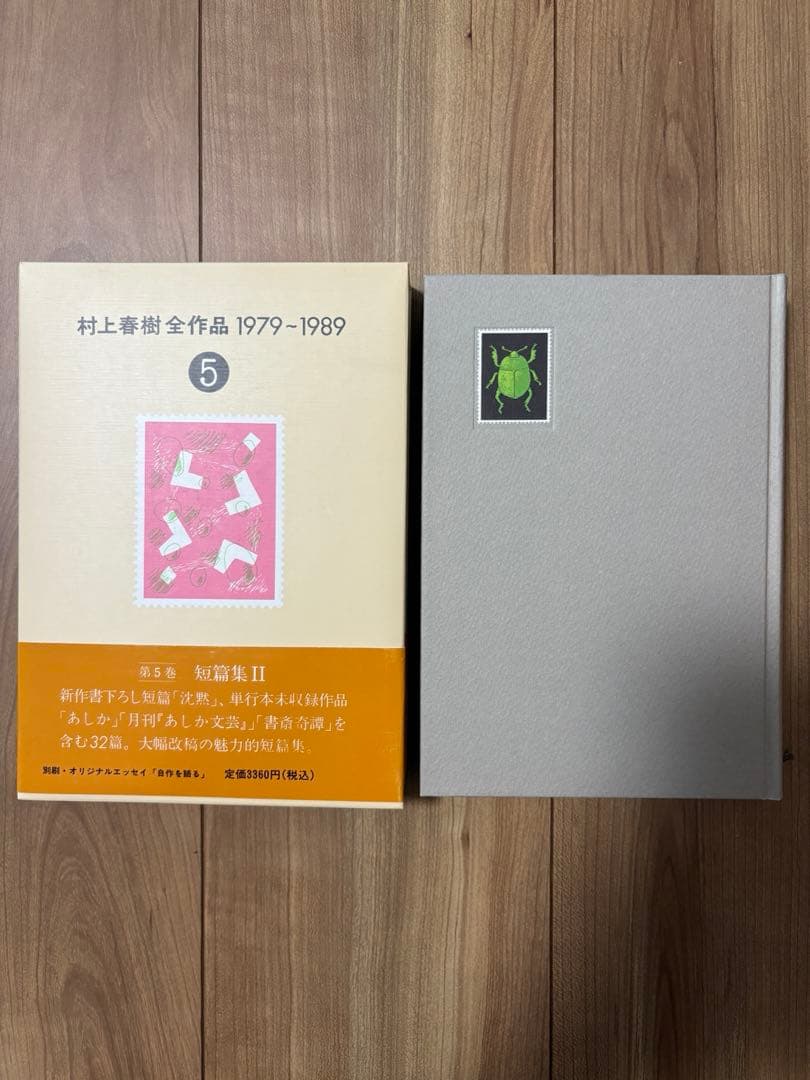 村上春樹全作品 1979~1989
5
第5巻 短篇集II
新作書下ろし短篇「沈黙」、単行本未収録作品
「あしか」「月刊『あしか文芸』」「書斎奇譚」を
含む32篇。大幅改稿の魅力的短篇集。
別刷・オリジナルエッセイ「自作を語る」 定価3360円(税込)